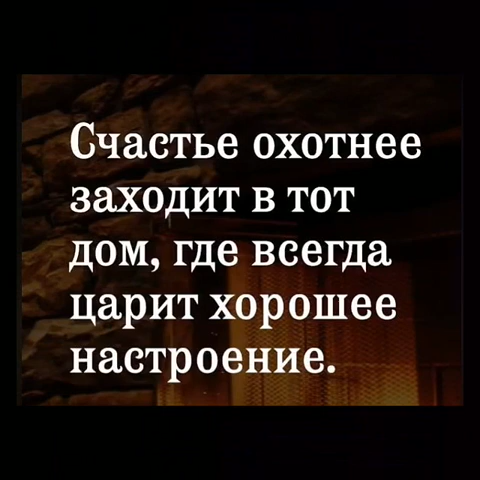 Счастье охотнее
заходит в тот
дом, где всегда
царит хорошее
настроение.